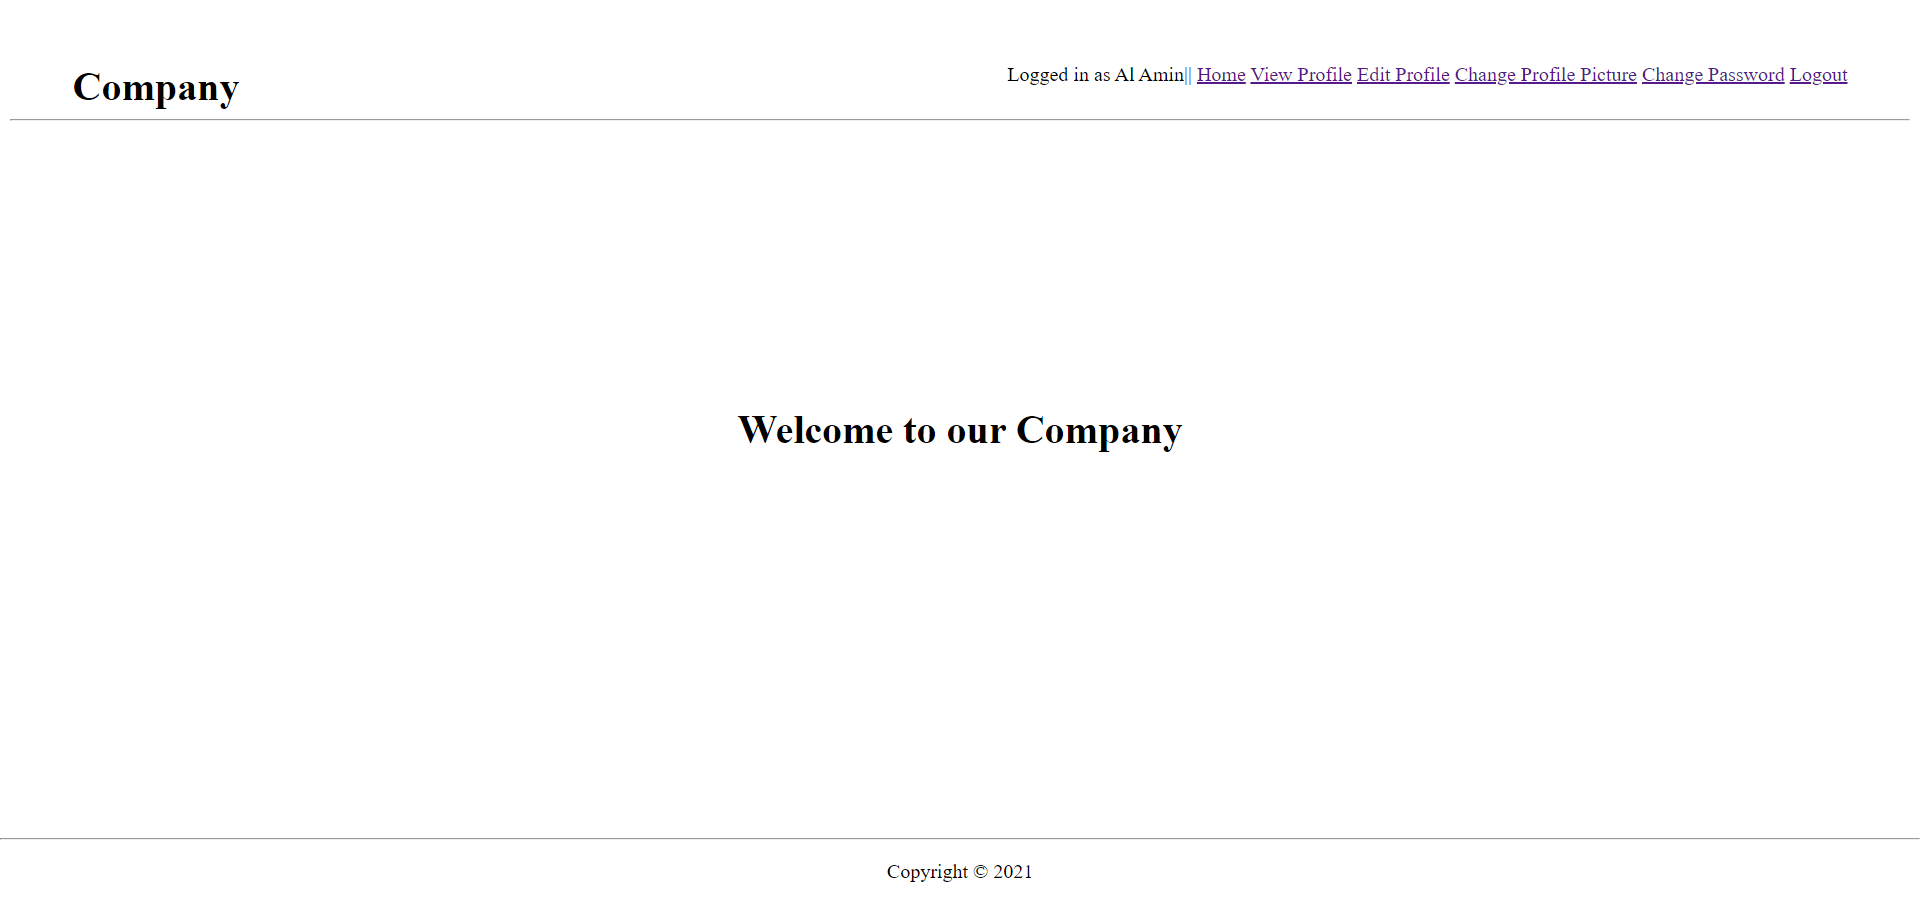 Company
Logged in as Al Amin|| Home View Profile Edit Profile Change Profile Picture Change Password Logout
Welcome to our Company
Copyright © 2021